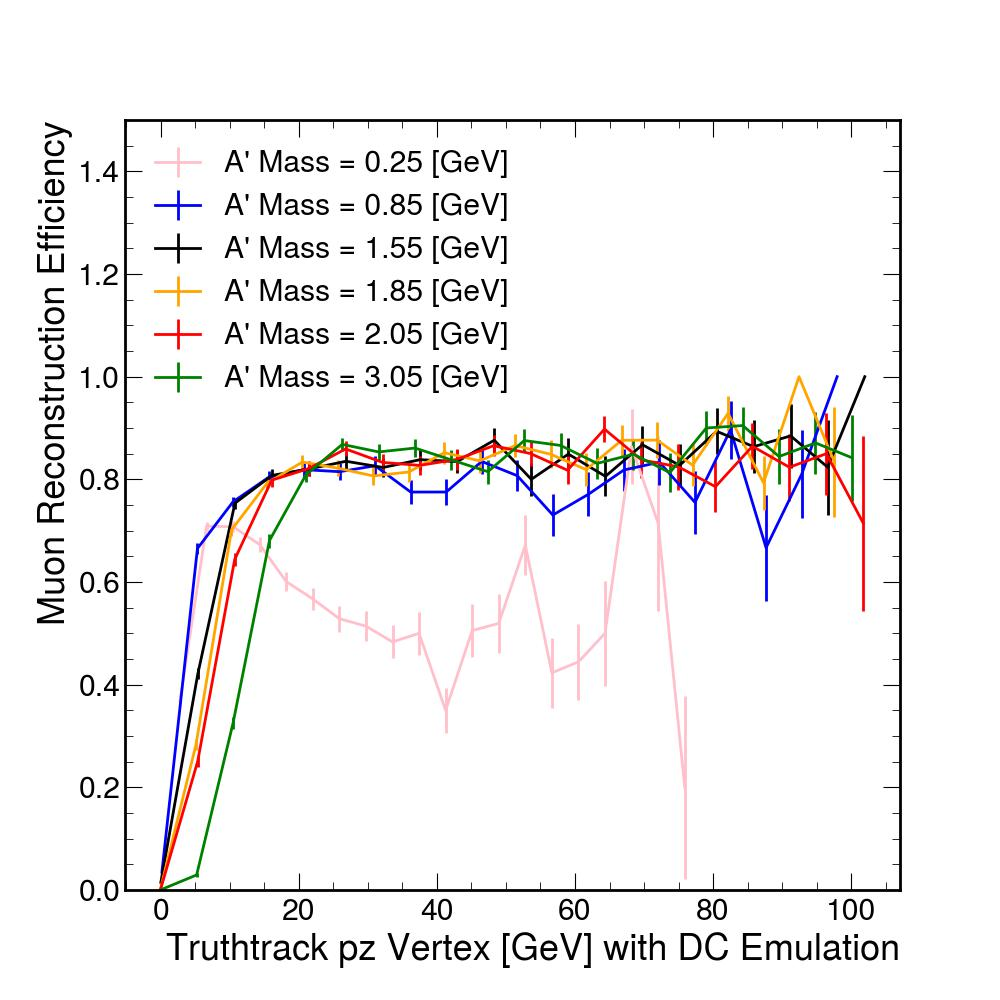 Muon Reconstruction Efficiency
1.4
1.2
1.0
0.8
0.6
0.4
0.2
0.0
A' Mass = 0.25 [GeV]
A' Mass = 0.85 [GeV]
A' Mass = 1.55 [GeV]
A' Mass = 1.85 [GeV]
A' Mass = 2.05 [GeV]
A' Mass = 3.05 [GeV]
0 20 40 60 80 100
Truthtrack pz Vertex [GeV] with DC Emulation